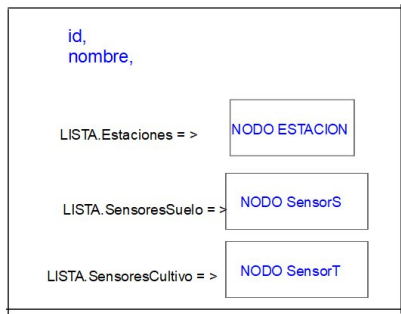 id,
nombre,
LISTA.Estaciones = > NODO ESTACION
LISTA.SensoresSuelo = > NODO SensorS
LISTA.SensoresCultivo = > NODO SensorT